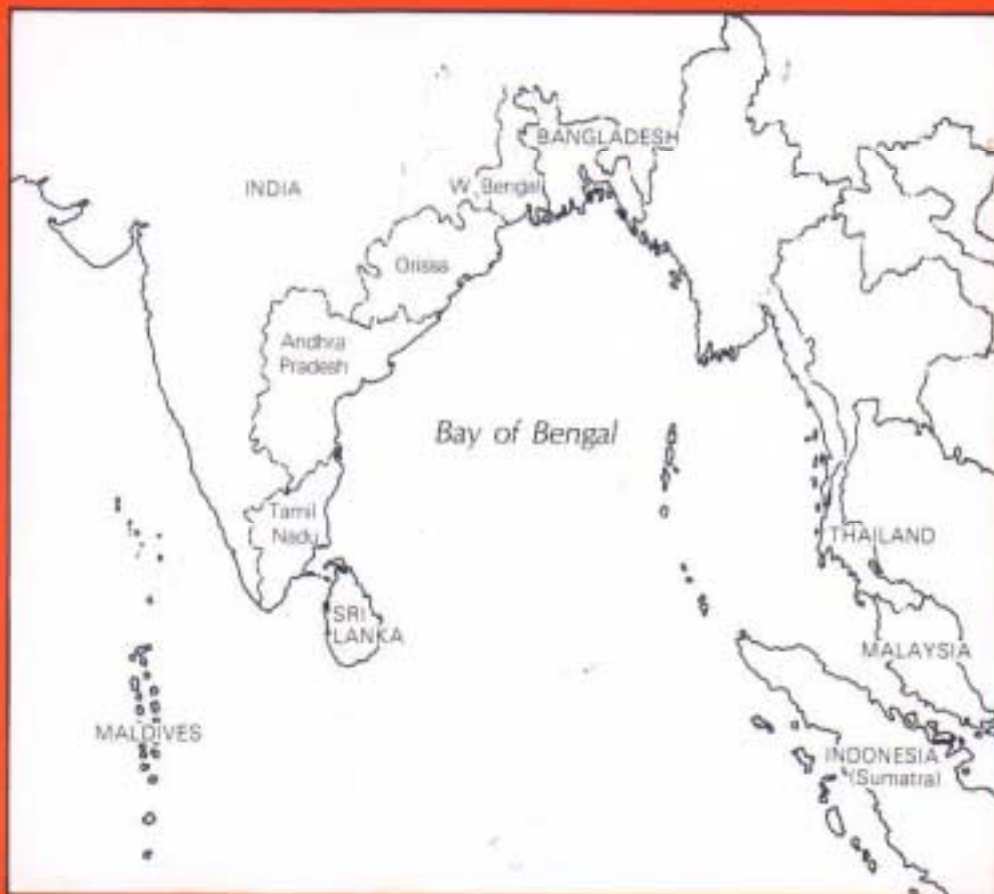 BANGLADESH
INDIA
W. Bengal
Orissa
Andhra
Pradesh
Bay of Bengal
Tamil
Nadu
THAILAND
SRI
LANKA
MALAYSIA
MALDIVES
INDONESIA
(Sumatra)